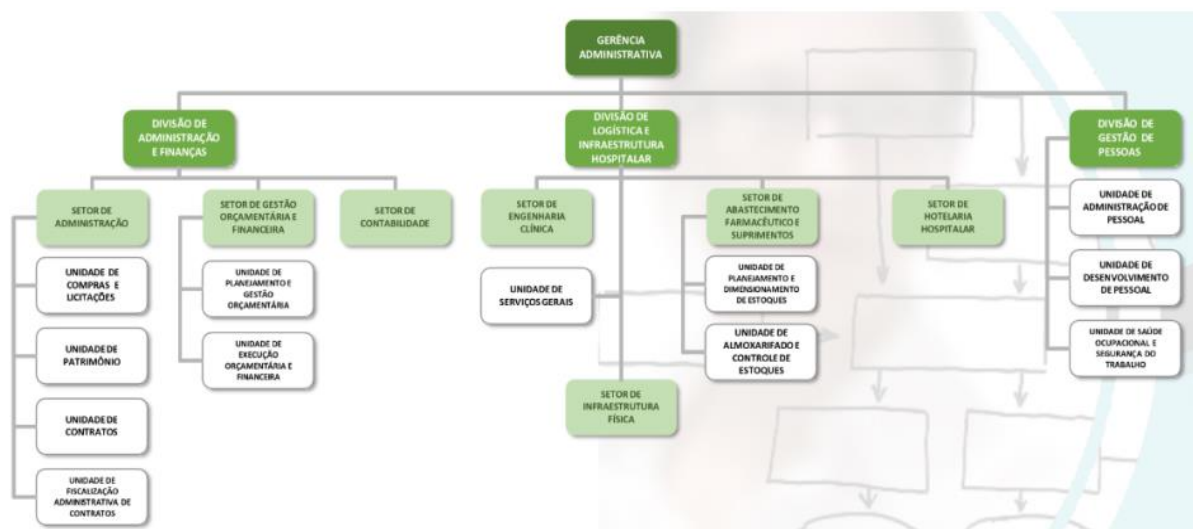 GERÊNCIA
ADMINISTRATIVA
DIVISÃO DE
ADMINISTRAÇÃO
E FINANÇAS
DIVISÃO DE
LOGÍSTICA E
INFRAESTRUTURA
HOSPITALAR
DIVISÃO DE
GESTÃO DE
PESSOAS
SETOR DE
ADMINISTRAÇÃO
SETOR DE GESTÃO
ORÇAMENTÁRIA E
FINANCEIRA
SETOR DE
CONTABILIDADE
SETOR DE
ENGENHARIA
CLÍNICA
SETOR DE
ABASTECIMENTO
FARMACÊUTICO E
SUPRIMENTOS
SETOR DE
HOTELARIA
HOSPITALAR
UNIDADE DE
ADMINISTRAÇÃO DE
PESSOAL
UNIDADE DE
COMPRAS E
LICITAÇÕES
UNIDADE DE
PLANEJAMENTO E
GESTÃO
ORÇAMENTÁRIA
UNIDADE DE
SERVIÇOS GERAIS
UNIDADE DE
PLANEJAMENTO E
DIMENSIONAMENTO
DE ESTOQUES
UNIDADE DE
DESENVOLVIMENTO
DE PESSOAL
UNIDADE DE
PATRIMÔNIO
UNIDADE DE
EXECUÇÃO
ORÇAMENTÁRIA E
FINANCEIRA
UNIDADE DE
ALMOXARIFADO E
CONTROLE DE
ESTOQUES
UNIDADE DE SAÚDE
OCUPACIONAL E
SEGURANÇA DO
TRABALHO
SETOR DE
INFRAESTRUTURA
FÍSICA
UNIDADE DE
CONTRATOS
UNIDADE DE
FISCALIZAÇÃO
ADMINISTRATIVA DE
CONTRATOS